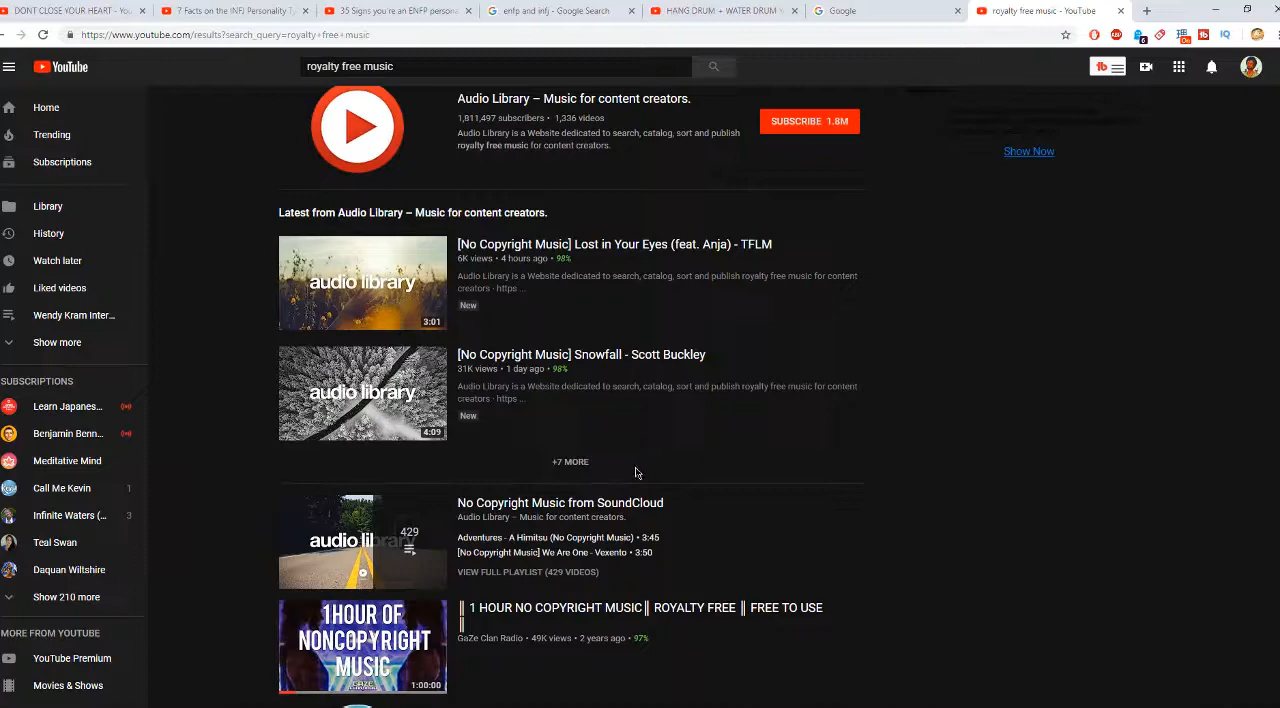 DON'T CLOSE YOUR HEART - You
7 Facts on the INFJ Personality T
35 Signs you're an ENFP persona
enfp and infj - Google Search
HANG DRUM + WATER DRUM
Google
royalty free music - YouTube
https://www.youtube.com/results?search_query=royalty+free+music
YouTube
royalty free music
Home
Trending
Subscriptions
Library
History
Watch later
Liked videos
Wendy Kram Inter...
Show more
SUBSCRIPTIONS
Learn Japanes...
Benjamin Benn...
Meditative Mind
Call Me Kevin 1
Infinite Waters (... 3
Teal Swan
Daquan Wiltshire
Show 210 more
MORE FROM YOUTUBE
YouTube Premium
Movies & Shows
Audio Library – Music for content creators.
1,811,497 subscribers • 1,336 videos
Audio Library is a Website dedicated to search, catalog, sort and publish
royalty free music for content creators.
SUBSCRIBE 1.8M
Show Now
Latest from Audio Library – Music for content creators.
audio library
3:01
[No Copyright Music] Lost in Your Eyes (feat. Anja) - TFLM
6K views • 4 hours ago • 98%
Audio Library is a Website dedicated to search, catalog, sort and publish royalty free music for content
creators · https ...
New
audio library
4:09
[No Copyright Music] Snowfall - Scott Buckley
31K views • 1 day ago • 98%
Audio Library is a Website dedicated to search, catalog, sort and publish royalty free music for content
creators · https ...
New
+7 MORE
audio lib
429
No Copyright Music from SoundCloud
Audio Library – Music for content creators.
Adventures - A Himitsu (No Copyright Music) • 3:45
[No Copyright Music] We Are One - Vexento • 3:50
VIEW FULL PLAYLIST (429 VIDEOS)
1HOUR OF
NONCOPYRIGHT
MUSIC
GAZE
1:00:00
║ 1 HOUR NO COPYRIGHT MUSIC║ ROYALTY FREE ║ FREE TO USE
║
GaZe Clan Radio • 49K views • 2 years ago • 97%